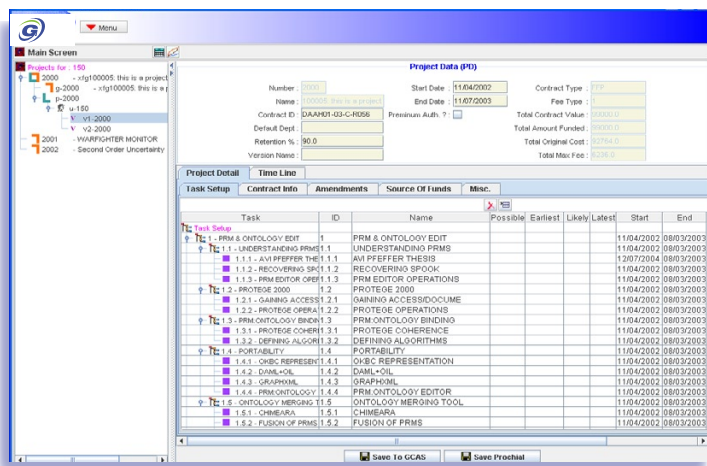 G
Menu
Main Screen
Projects for : 150
2000 - xfg100005: this is a project
g-2000 - xfg100005: this is a p
p-2000
u-150
V v1-2000
V v2-2000
2001 - WARFIGHTER MONITOR
2002 - Second Order Uncertainty
Project Data (PD)
Number : 2000 Start Date : 11/04/2002 Contract Type : FFP
Name : 100005: this is a project End Date : 11/07/2003 Fee Type : 1
Contract ID : DAAH01-03-C-R056 Preminum Auth. ? : Total Contract Value :
Default Dept : Total Amount Funded :
Retention % : 90.0 Total Original Cost :
Version Name : Total Max Fee :
Project Detail Time Line
Task Setup Contract Info Amendments Source Of Funds Misc.
Task ID Name Possible Earliest Likely Latest Start End
Task Setup
1 - PRM & ONTOLOGY EDIT 1 PRM & ONTOLOGY EDIT 11/04/2002 08/03/2003
1.1 - UNDERSTANDING PRMS 1.1 UNDERSTANDING PRMS 11/04/2002 08/03/2003
1.1.1 - AVI PFEFFER THE 1.1.1 AVI PFEFFER THESIS 12/07/2004 08/03/2003
1.1.2 - RECOVERING SPO 1.1.2 RECOVERING SPOOK 11/04/2002 08/03/2003
1.1.3 - PRM EDITOR OPE 1.1.3 PRM EDITOR OPERATIONS 11/04/2002 08/03/2003
1.2 - PROTEGE 2000 1.2 PROTEGE 2000 11/04/2002 08/03/2003
1.2.1 - GAINING ACCESS 1.2.1 GAINING ACCESS/DOCUME 11/04/2002 08/03/2003
1.2.2 - PROTEGE OPERA 1.2.2 PROTEGE OPERATIONS 11/04/2002 08/03/2003
1.3 - PRM:ONTOLOGY BINDIN 1.3 PRM:ONTOLOGY BINDING 11/04/2002 08/03/2003
1.3.1 - PROTEGE COHER 1.3.1 PROTEGE COHERENCE 11/04/2002 08/03/2003
1.3.2 - DEFINING ALGORI 1.3.2 DEFINING ALGORITHMS 11/04/2002 08/03/2003
1.4 - PORTABILITY 1.4 PORTABILITY 11/04/2002 08/03/2003
1.4.1 - OKBC REPRESEN 1.4.1 OKBC REPRESENTATION 11/04/2002 08/03/2003
1.4.2 - DAML+OIL 1.4.2 DAML+OIL 11/04/2002 08/03/2003
1.4.3 - GRAPHXML 1.4.3 GRAPHXML 11/04/2002 08/03/2003
1.4.4 - PRM:ONTOLOGY 1.4.4 PRM:ONTOLOGY EDITOR 11/04/2002 08/03/2003
1.5 - ONTOLOGY MERGING T 1.5 ONTOLOGY MERGING TOOL 11/04/2002 08/03/2003
1.5.1 - CHIMEARA 1.5.1 CHIMEARA 11/04/2002 08/03/2003
1.5.2 - FUSION OF PRMS 1.5.2 FUSION OF PRMS 11/04/2002 08/03/2003
Save To GCAS Save Prochial